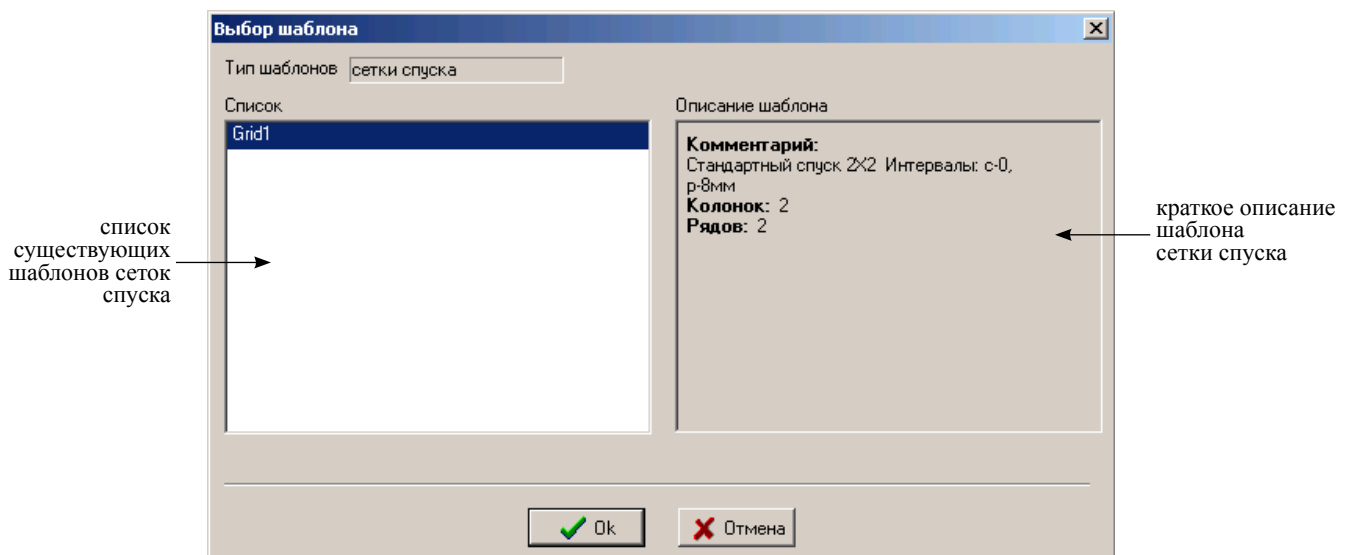 Выбор шаблона
Тип шаблонов сетки спуска
Список
Описание шаблона
Grid1
Комментарий:
Стандартный спуск 2X2 Интервалы: с-0,
р-8мм
Колонок: 2
Рядов: 2
список
существующих
шаблонов сеток
спуска
краткое описание
шаблона
сетки спуска
Ok
Отмена